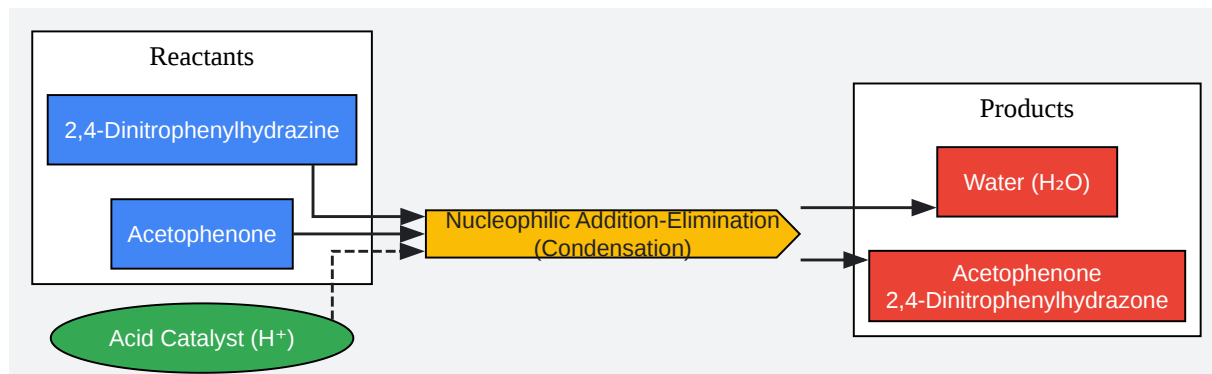 Reactants
2,4-Dinitrophenylhydrazine
Acetophenone
Acid Catalyst (H⁺)
Nucleophilic Addition-Elimination
(Condensation)
Products
Water (H₂O)
Acetophenone
2,4-Dinitrophenylhydrazone